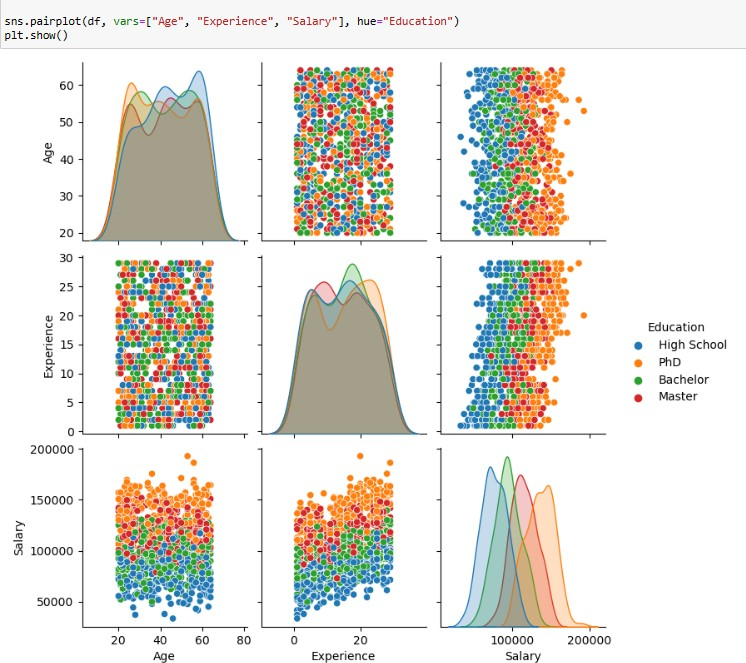 sns.pairplot(df, vars=["Age", "Experience", "Salary"], hue="Education")
plt.show()
60
50
40
30
20
Age
30
25
20
15
10
5
0
Experience
Education
High School
PhD
Bachelor
Master
200000
150000
100000
50000
Salary
20 40 60 80
0 20
100000 200000
Age Experience Salary